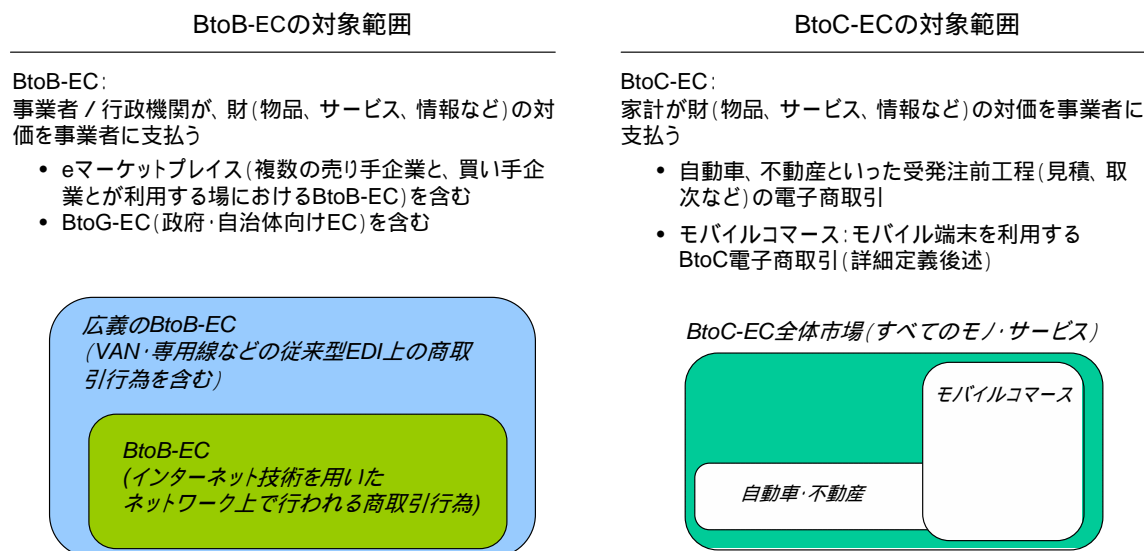 BtoB-ECの対象範囲
BtoB-EC:
事業者/行政機関が、財(物品、サービス、情報など)の対
価を事業者に支払う
• eマーケットプレイス(複数の売り手企業と、買い手企
業とが利用する場におけるBtoB-EC)を含む
• BtoG-EC(政府・自治体向けEC)を含む
広義のBtoB-EC
(VAN・専用線などの従来型EDI上の商取
引行為を含む)
BtoB-EC
(インターネット技術を用いた
ネットワーク上で行われる商取引行為)
BtoC-ECの対象範囲
BtoC-EC:
家計が財(物品、サービス、情報など)の対価を事業者に
支払う
• 自動車、不動産といった受発注前工程(見積、取
次など)の電子商取引
• モバイルコマース:モバイル端末を利用する
BtoC電子商取引(詳細定義後述)
BtoC-EC全体市場(すべてのモノ・サービス)
モバイルコマース
自動車・不動産